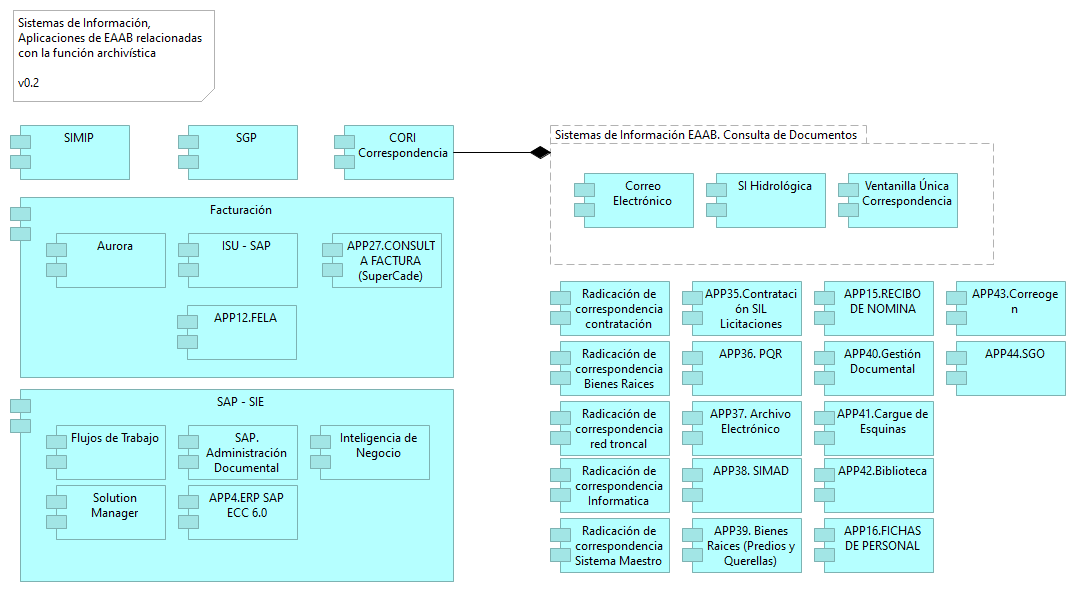 Sistemas de Información,
Aplicaciones de EAAB relacionadas
con la función archivística
v0.2
SIMIP
SGP
CORI
Correspondencia
Sistemas de Información EAAB. Consulta de Documentos
Correo
Electrónico
SI Hidrológica
Ventanilla Única
Correspondencia
Facturación
Aurora
ISU - SAP
APP27.CONSULT
A FACTURA
(SuperCade)
APP12.FELA
SAP - SIE
Flujos de Trabajo
SAP.
Administración
Documental
Inteligencia de
Negocio
Solution
Manager
APP4.ERP SAP
ECC 6.0
Radicación de
correspondencia
contratación
APP35.Contrataci
ón SIL
Licitaciones
APP15.RECIBO
DE NOMINA
APP43.Correoge
n
Radicación de
correspondencia
Bienes Raices
APP36. PQR
APP40.Gestión
Documental
APP44.SGO
Radicación de
correspondencia
red troncal
APP37. Archivo
Electrónico
APP41.Cargue de
Esquinas
Radicación de
correspondencia
Informatica
APP38. SIMAD
APP42.Biblioteca
Radicación de
correspondencia
Sistema Maestro
APP39. Bienes
Raices (Predios y
Querellas)
APP16.FICHAS
DE PERSONAL